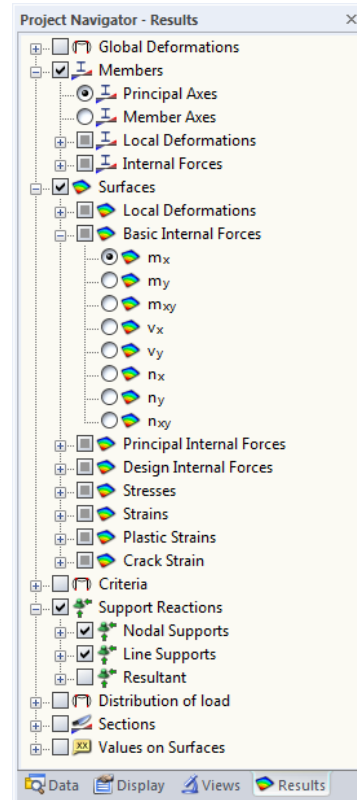 Project Navigator - Results
Global Deformations
Members
Principal Axes
Member Axes
Local Deformations
Internal Forces
Surfaces
Local Deformations
Basic Internal Forces
mx
my
mxy
vx
vy
nx
ny
nxy
Principal Internal Forces
Design Internal Forces
Stresses
Strains
Plastic Strains
Crack Strain
Criteria
Support Reactions
Nodal Supports
Line Supports
Resultant
Distribution of load
Sections
xx Values on Surfaces
Data Display Views Results